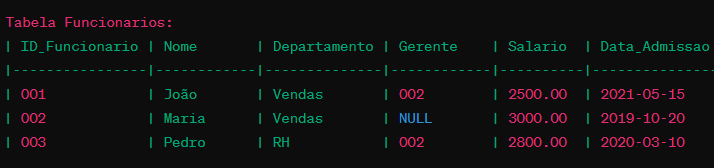 Tabela Funcionarios:
| ID_Funcionario | Nome       | Departamento | Gerente    | Salario  | Data_Admissao
|----------------|------------|--------------|------------|----------|---------------
| 001            | João       | Vendas       | 002        | 2500.00  | 2021-05-15
| 002            | Maria      | Vendas       | NULL       | 3000.00  | 2019-10-20
| 003            | Pedro      | RH           | 002        | 2800.00  | 2020-03-10